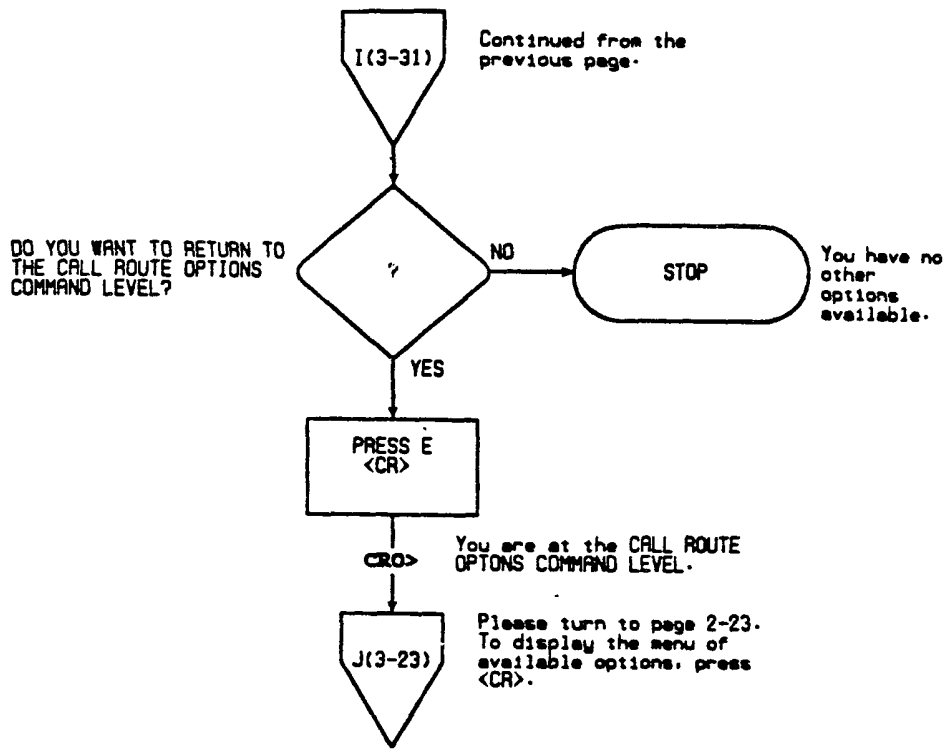 I(3-31)
Continued from the
previous page.
DO YOU WANT TO RETURN TO
THE CALL ROUTE OPTIONS
COMMAND LEVEL?
?
NO
STOP
You have no
other
options
available.
YES
PRESS E
<CR>
CRO>
You are at the CALL ROUTE
OPTONS COMMAND LEVEL.
J(3-23)
Please turn to page 2-23.
To display the menu of
available options, press
<CR>.